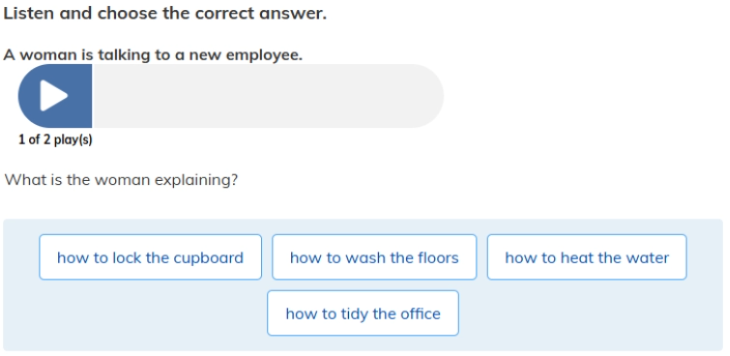 Listen and choose the correct answer.
A woman is talking to a new employee.
1 of 2 play(s)
What is the woman explaining?
how to lock the cupboard
how to wash the floors
how to heat the water
how to tidy the office